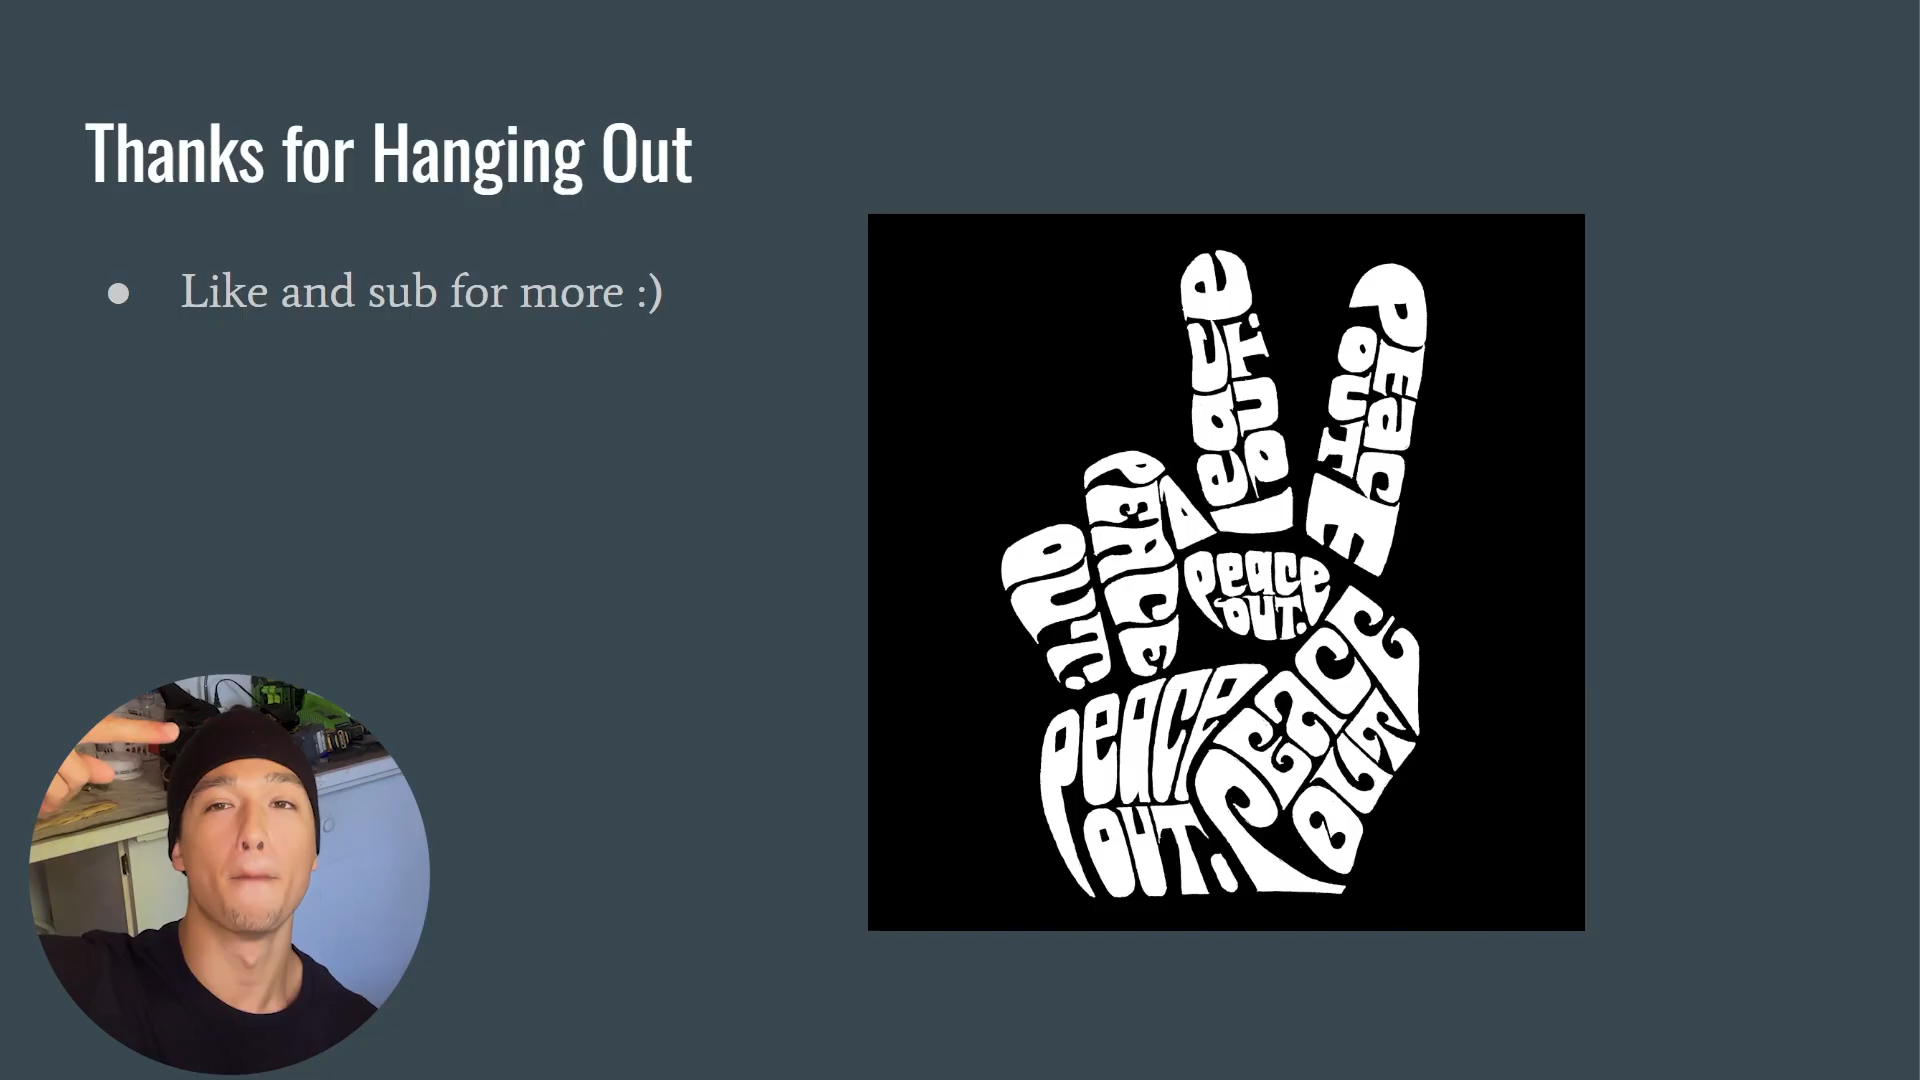 Thanks for Hanging Out
● Like and sub for more :)
Peace
out.
Peace
out
PEACE
OUT.
peace
out.
Peace
out.
Peace
out